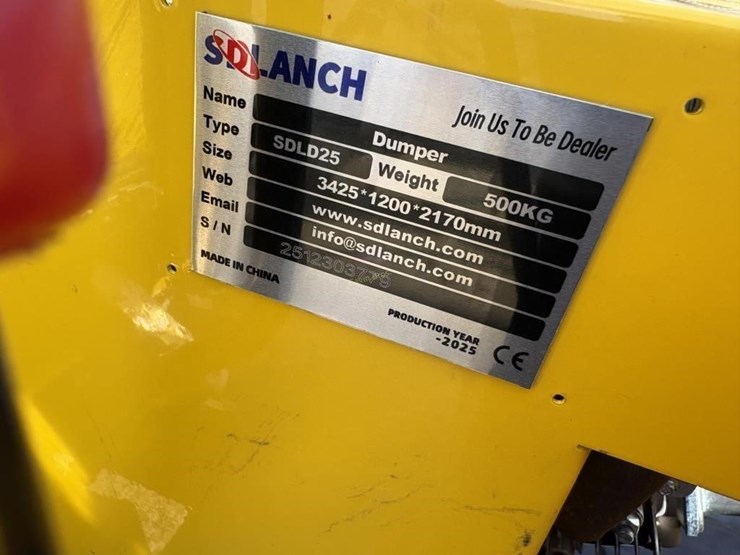 SDLANCH
Join Us To Be Dealer
Name Dumper
Type SDLD25 Weight 500KG
Size 3425*1200*2170mm
Web www.sdlanch.com
Email info@sdlanch.com
S / N
MADE IN CHINA
PRODUCTION YEAR
-2025
CE